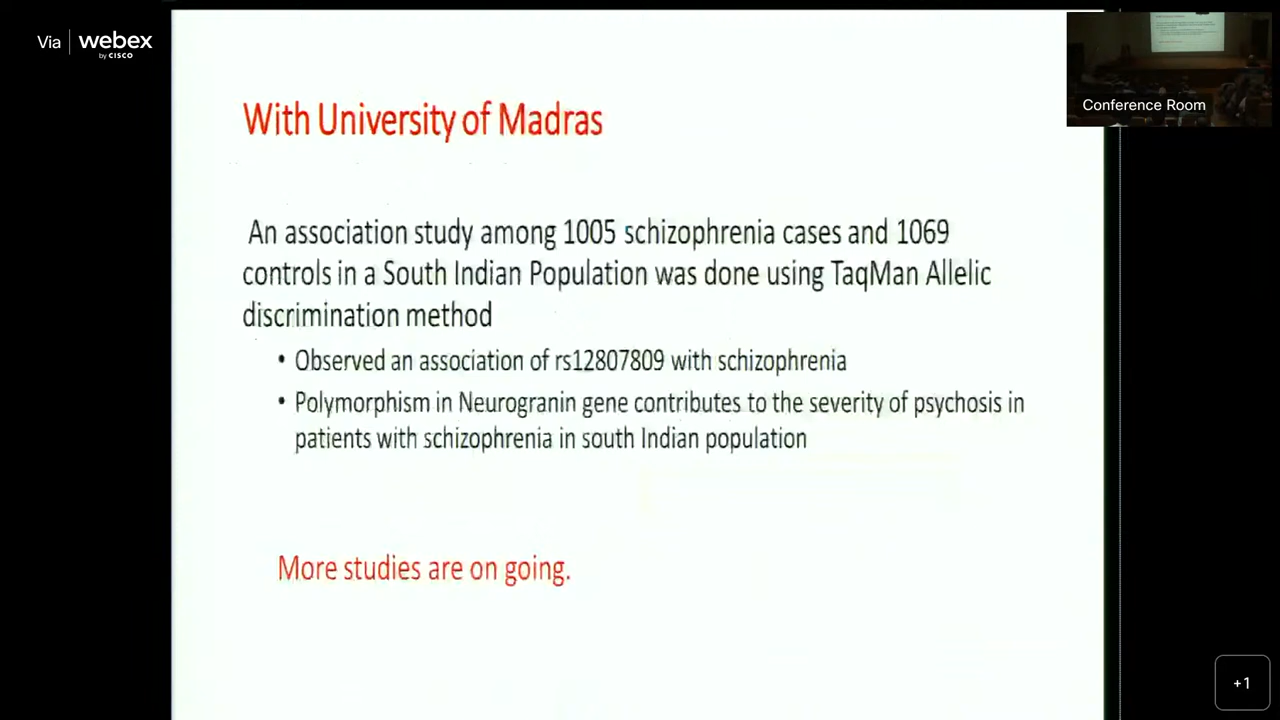 Via
webex
by CISCO
Conference Room
With University of Madras
An association study among 1005 schizophrenia cases and 1069
controls in a South Indian Population was done using TaqMan Allelic
discrimination method
• Observed an association of rs12807809 with schizophrenia
• Polymorphism in Neurogranin gene contributes to the severity of psychosis in
patients with schizophrenia in south Indian population
More studies are on going.
+1